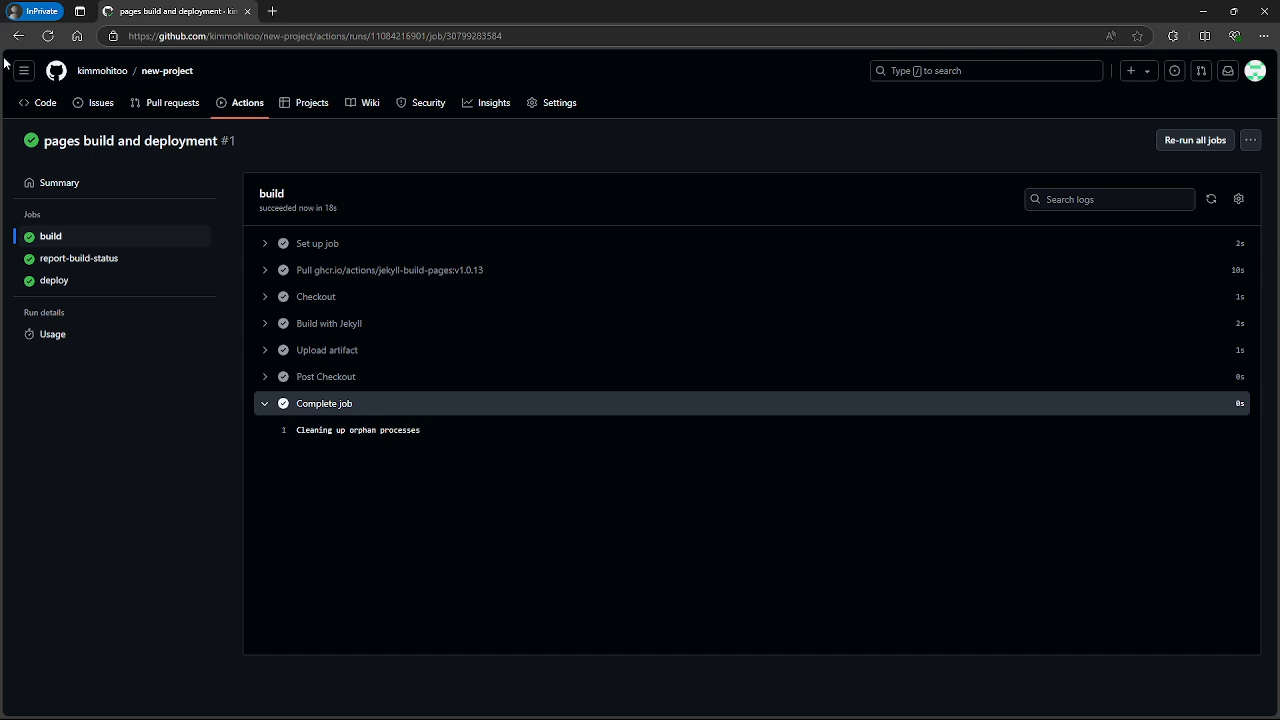 InPrivate
pages build and deployment · kin
https://github.com/kimmohitoo/new-project/actions/runs/11084216901/job/30799283584
kimmohitoo / new-project
Type / to search
Code
Issues
Pull requests
Actions
Projects
Wiki
Security
Insights
Settings
pages build and deployment #1
Re-run all jobs
Summary
Jobs
build
report-build-status
deploy
Run details
Usage
build
succeeded now in 18s
Search logs
Set up job 2s
Pull ghcr.io/actions/jekyll-build-pages:v1.0.13 10s
Checkout 1s
Build with Jekyll 2s
Upload artifact 1s
Post Checkout 0s
Complete job 0s
1 Cleaning up orphan processes